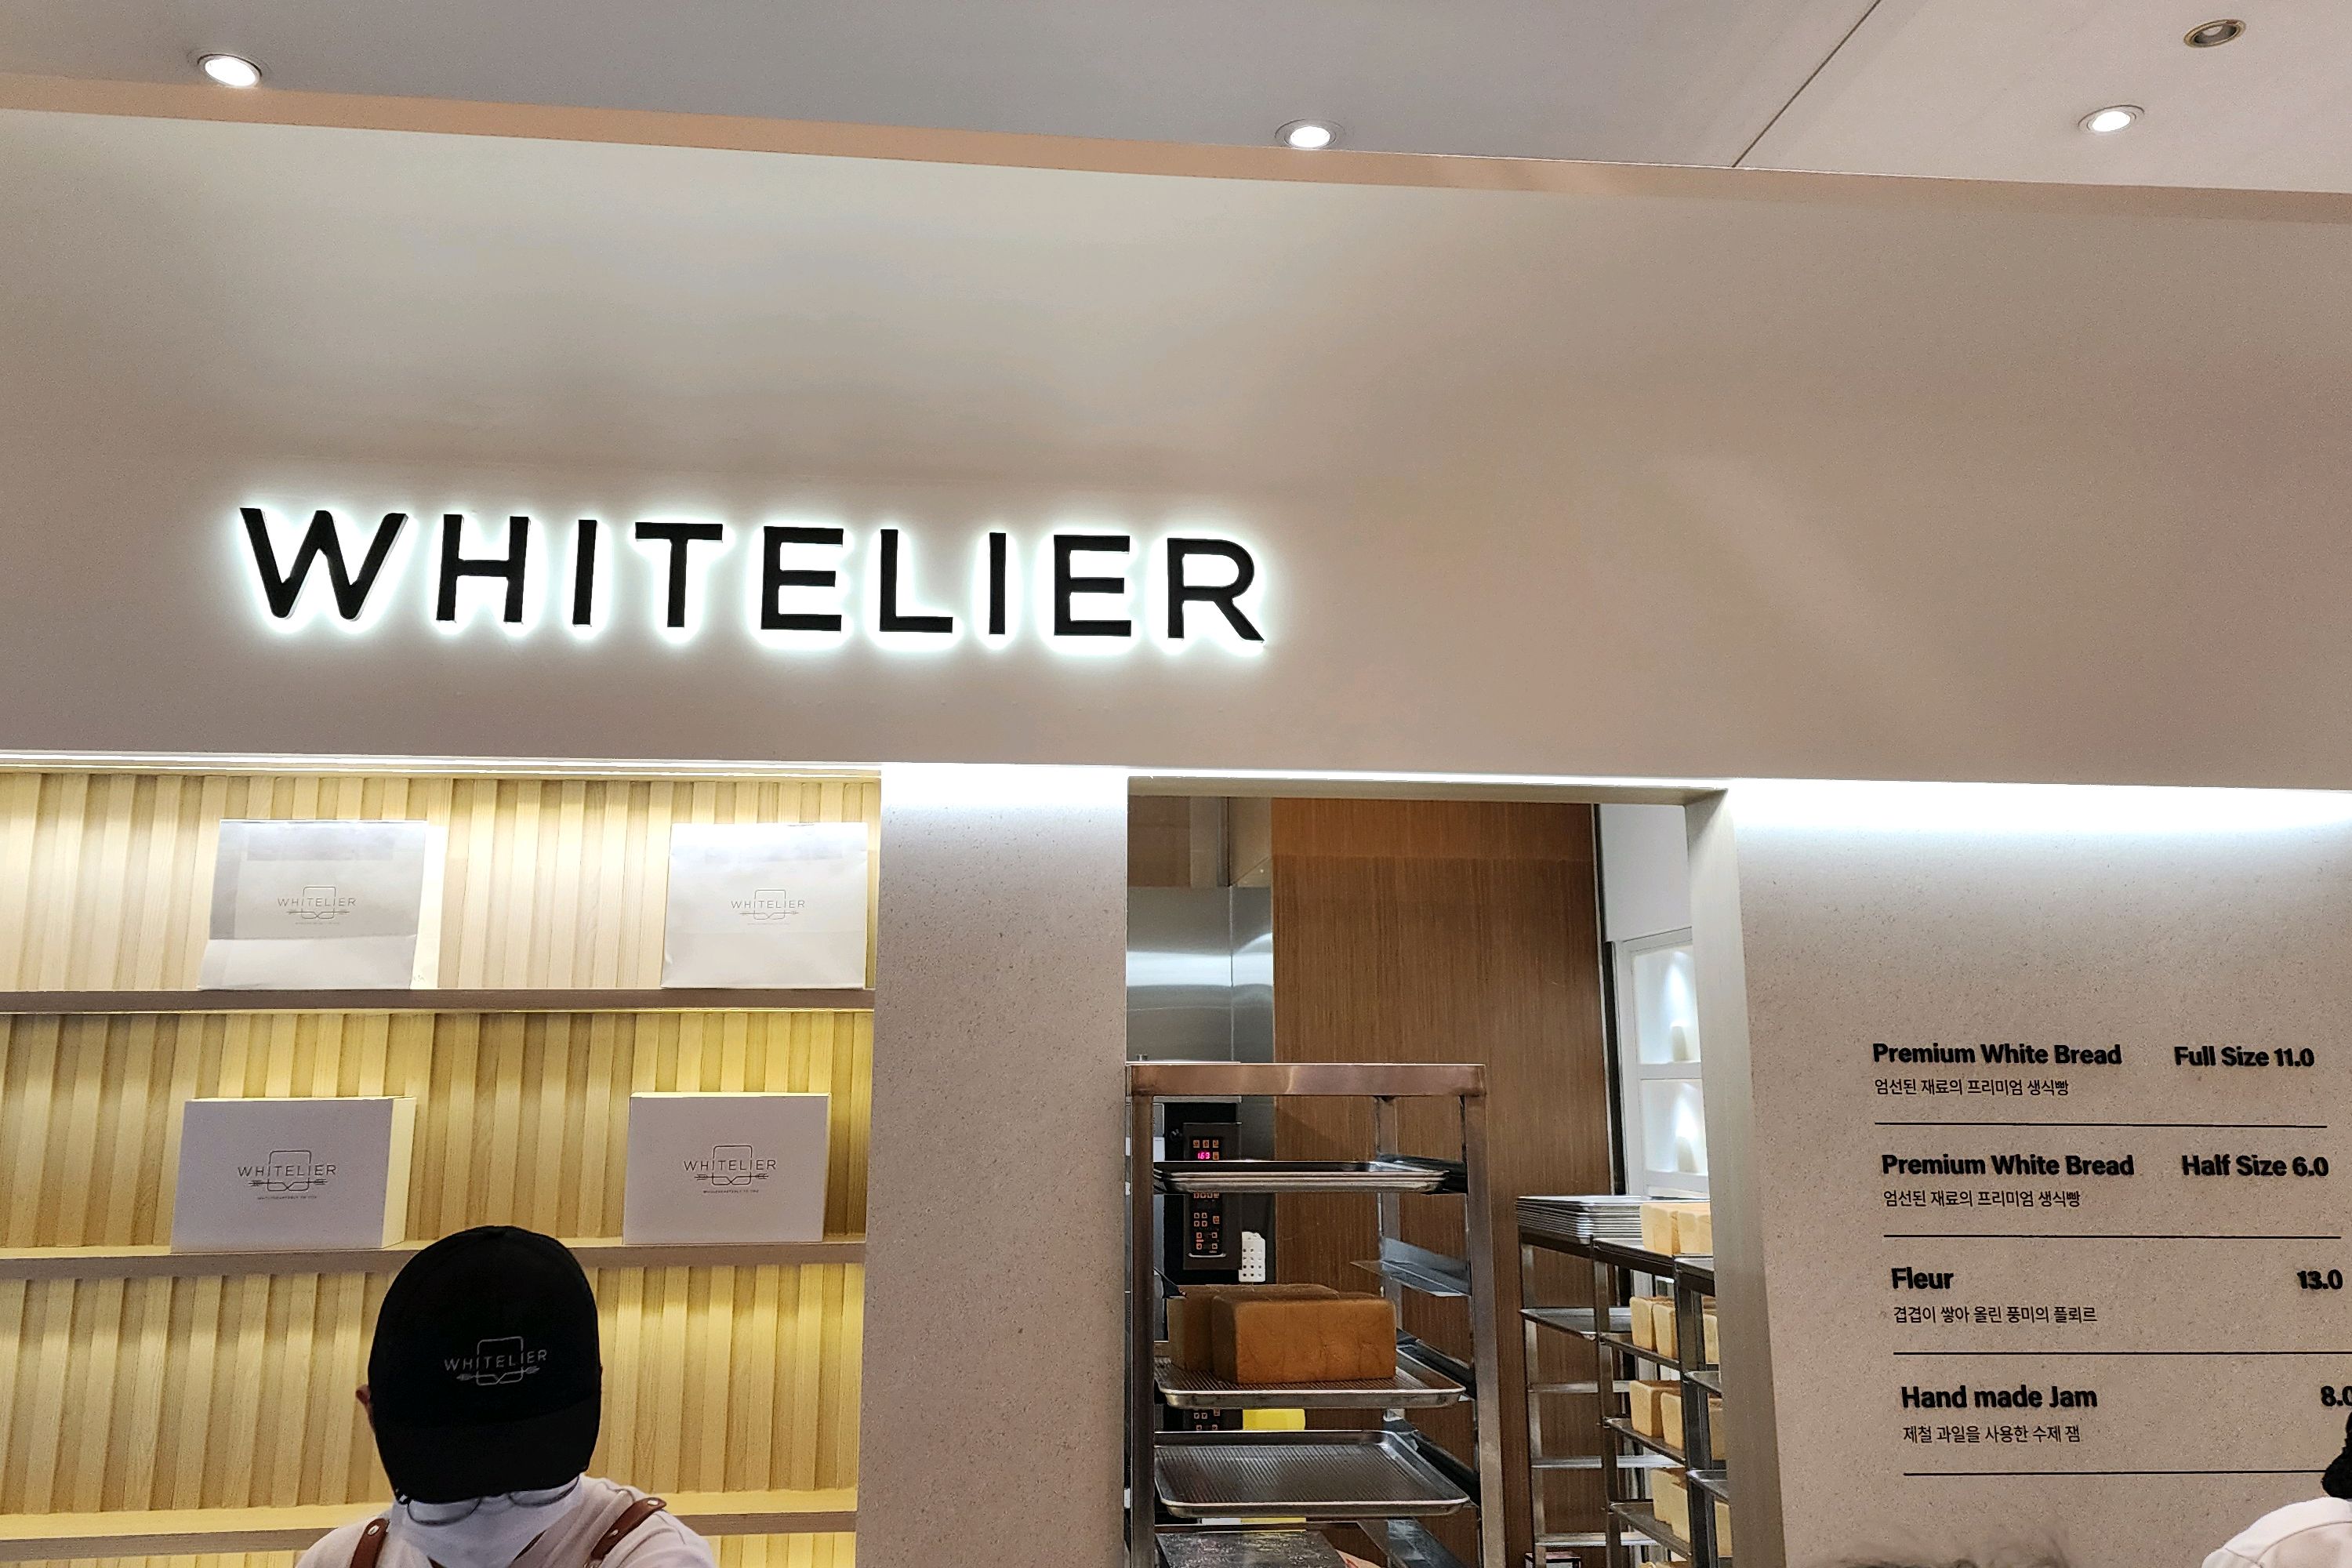 WHITELIER
WHITELIER
WHITELIER
WHITELIER
WHITELIER
WHITELIER
Premium White Bread Full Size 11.0
엄선된 재료의 프리미엄 생식빵
Premium White Bread Half Size 6.0
엄선된 재료의 프리미엄 생식빵
Fleur 13.0
겹겹이 쌓아 올린 풍미의 플뢰르
Hand made Jam 8.0
제철 과일을 사용한 수제 잼